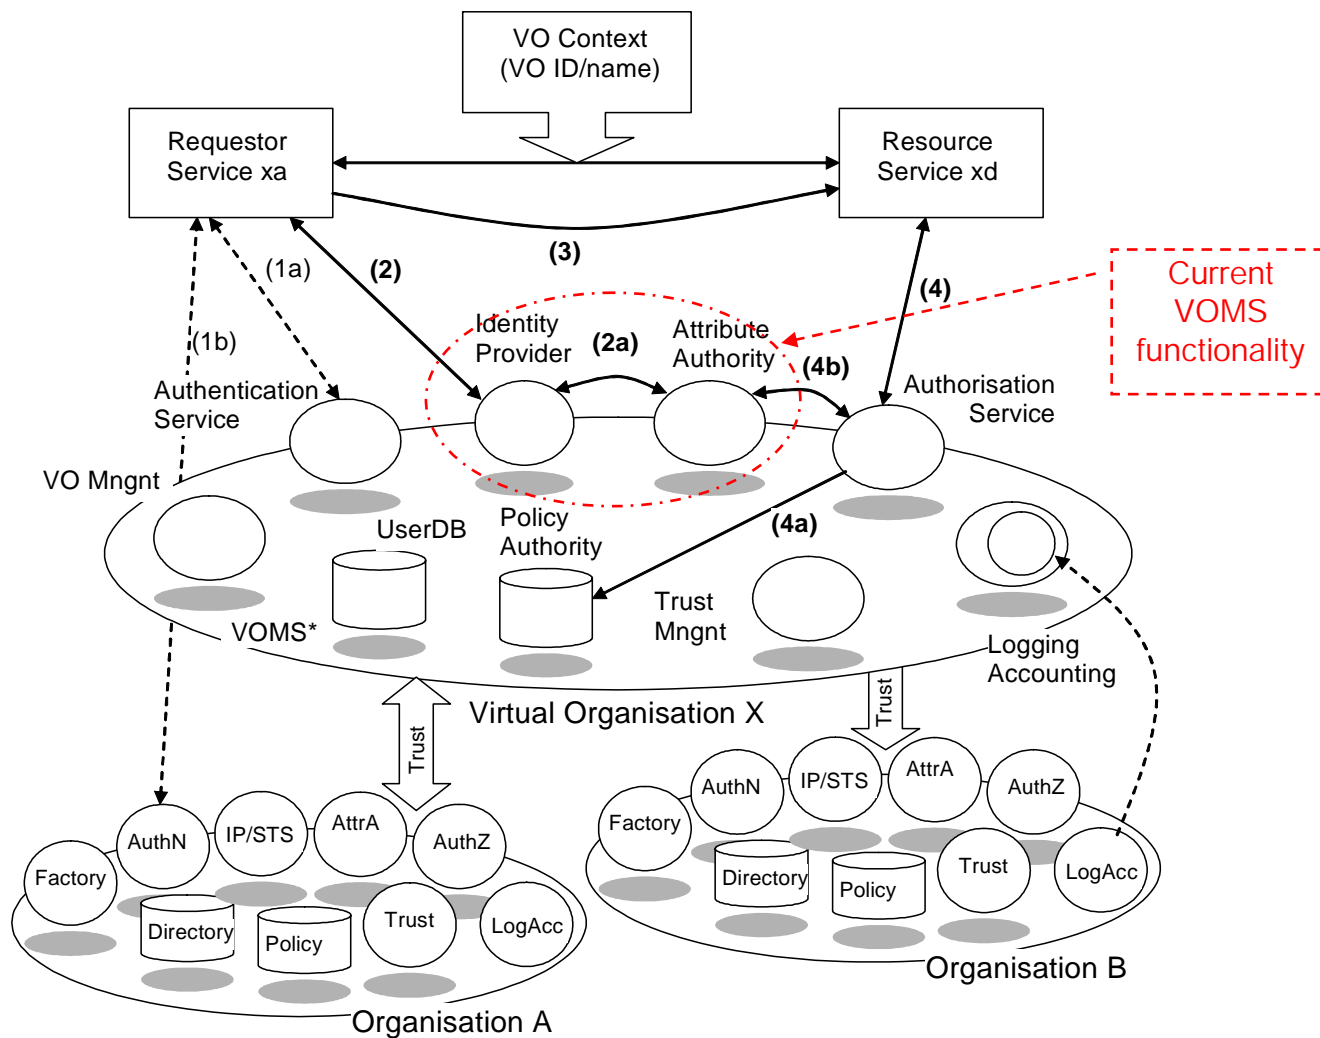 VO Context
(VO ID/name)
Requestor
Service xa
Resource
Service xd
(3)
(1a)
(2)
(4)
Current
VOMS
functionality
(1b)
Identity
Provider
(2a)
Attribute
Authority
(4b)
Authentication
Service
Authorisation
Service
VO Mngnt
UserDB
Policy
Authority
(4a)
VOMS*
Trust
Mngnt
Logging
Accounting
Virtual Organisation X
Trust
Trust
AuthN
IP/STS
AttrA
AuthZ
Factory
Directory
Policy
Trust
LogAcc
Organisation B
AuthN
IP/STS
AttrA
AuthZ
Factory
Directory
Policy
Trust
LogAcc
Organisation A